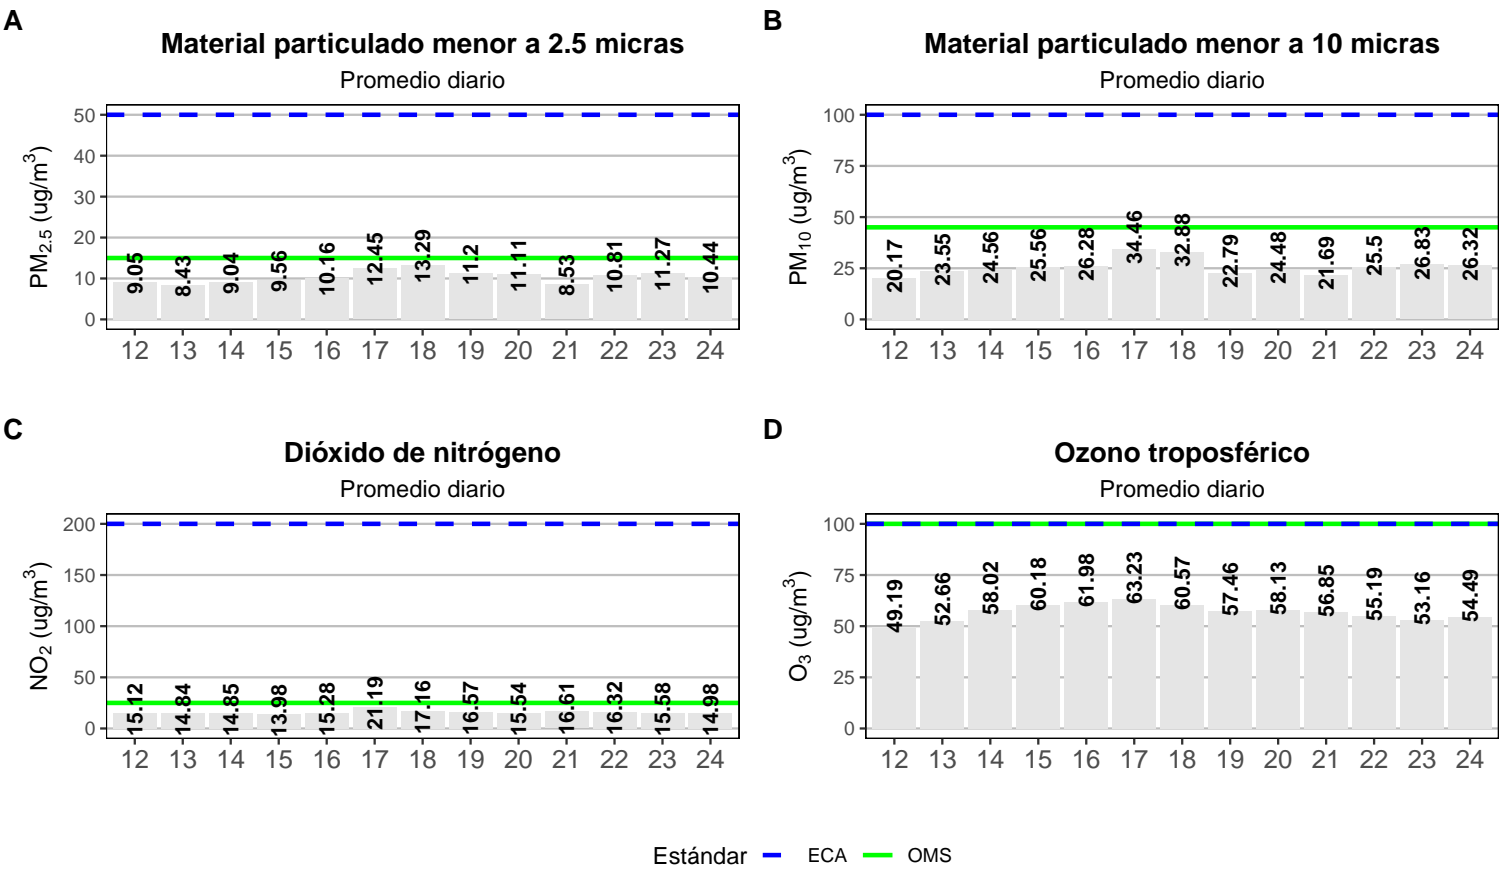 A
Material particulado menor a 2.5 micras
Promedio diario
PM2.5 (ug/m3)
50
40
30
20
10
0
9.05 8.43 9.04 9.56 10.16 12.45 13.29 11.2 11.11 8.53 10.81 11.27 10.44
12 13 14 15 16 17 18 19 20 21 22 23 24
B
Material particulado menor a 10 micras
Promedio diario
PM10 (ug/m3)
100
75
50
25
0
20.17 23.55 24.56 25.56 26.28 34.46 32.88 22.79 24.48 21.69 25.5 26.83 26.32
12 13 14 15 16 17 18 19 20 21 22 23 24
C
Dióxido de nitrógeno
Promedio diario
NO2 (ug/m3)
200
150
100
50
0
15.12 14.84 14.85 13.98 15.28 21.19 17.16 16.57 15.54 16.61 16.32 15.58 14.98
12 13 14 15 16 17 18 19 20 21 22 23 24
D
Ozono troposférico
Promedio diario
O3 (ug/m3)
100
75
50
25
0
49.19 52.66 58.02 60.18 61.98 63.23 60.57 57.46 58.13 56.85 55.19 53.16 54.49
12 13 14 15 16 17 18 19 20 21 22 23 24
Estándar ECA OMS